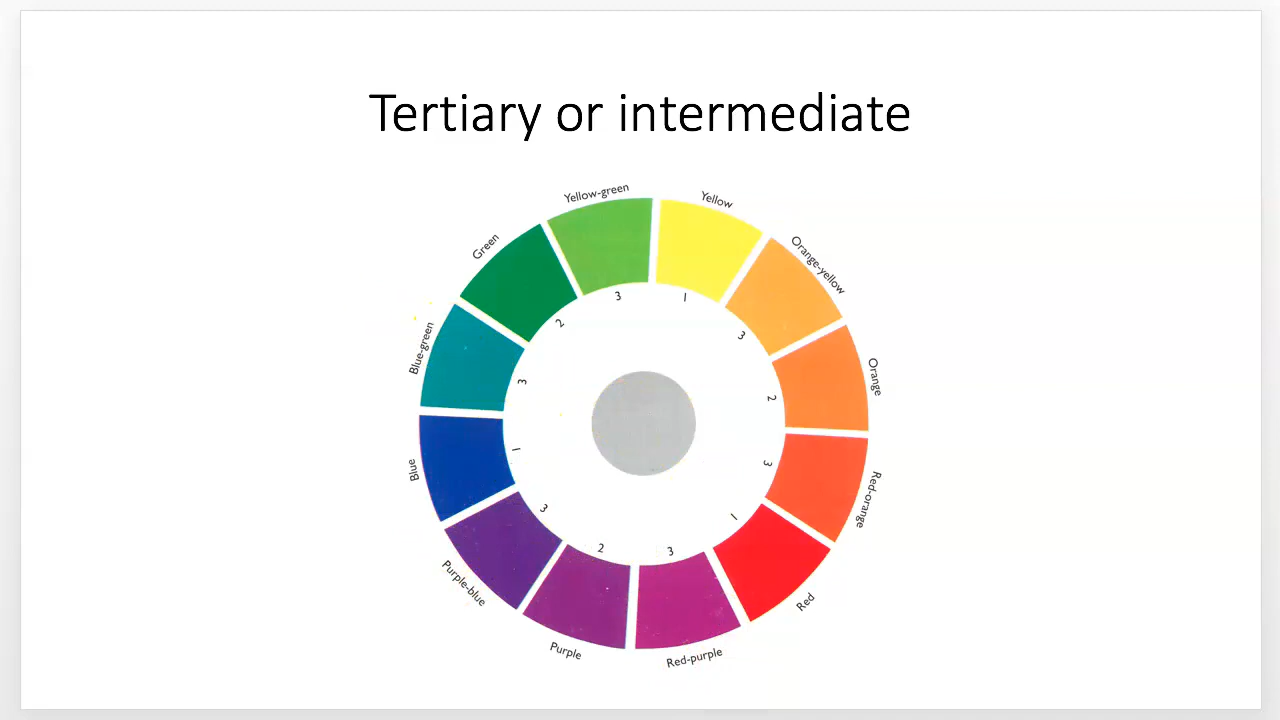 Tertiary or intermediate
Yellow-green
Yellow
Orange-yellow
Orange
Red-orange
Red
Red-purple
Purple
Purple-blue
Blue
Blue-green
Green
3
1
3
2
3
1
3
2
3
1
3
2